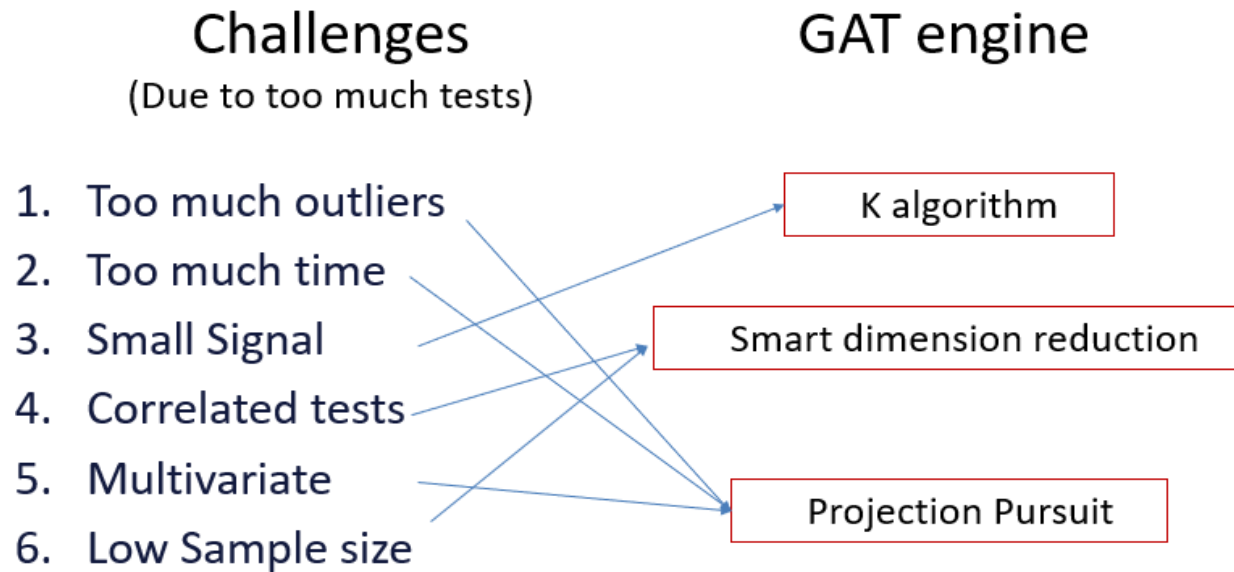 Challenges
(Due to too much tests)
1. Too much outliers
2. Too much time
3. Small Signal
4. Correlated tests
5. Multivariate
6. Low Sample size
GAT engine
K algorithm
Smart dimension reduction
Projection Pursuit